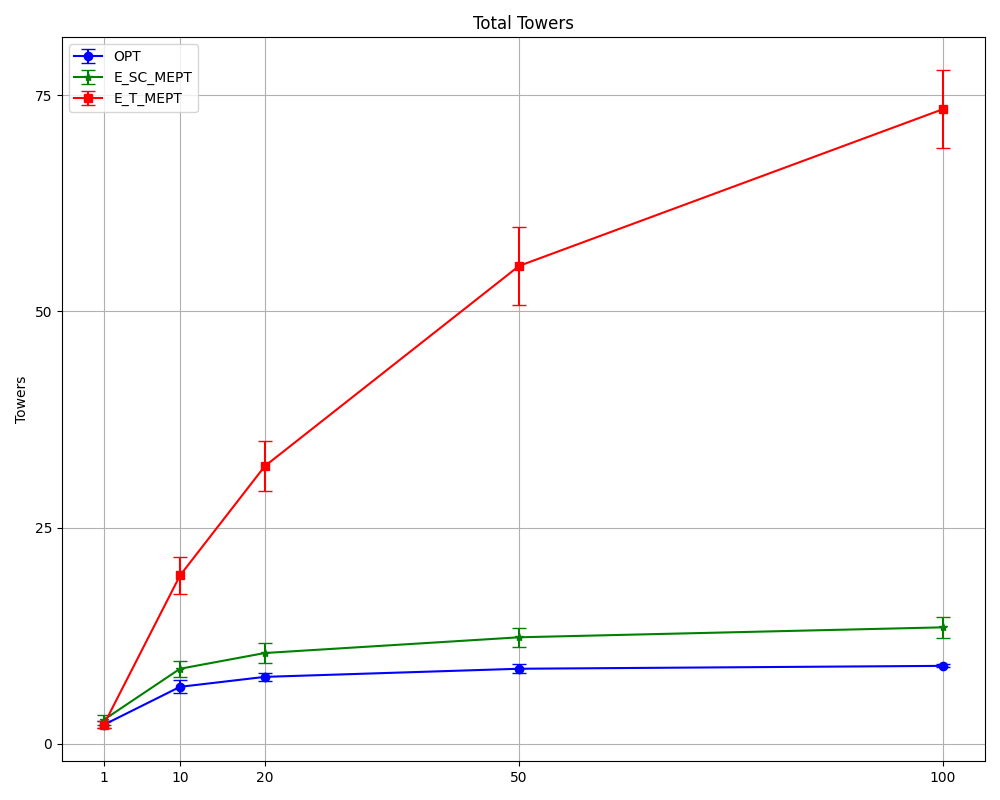 Total Towers
OPT
E_SC_MEPT
E_T_MEPT
Towers
75
50
25
0
1 10 20 50 100